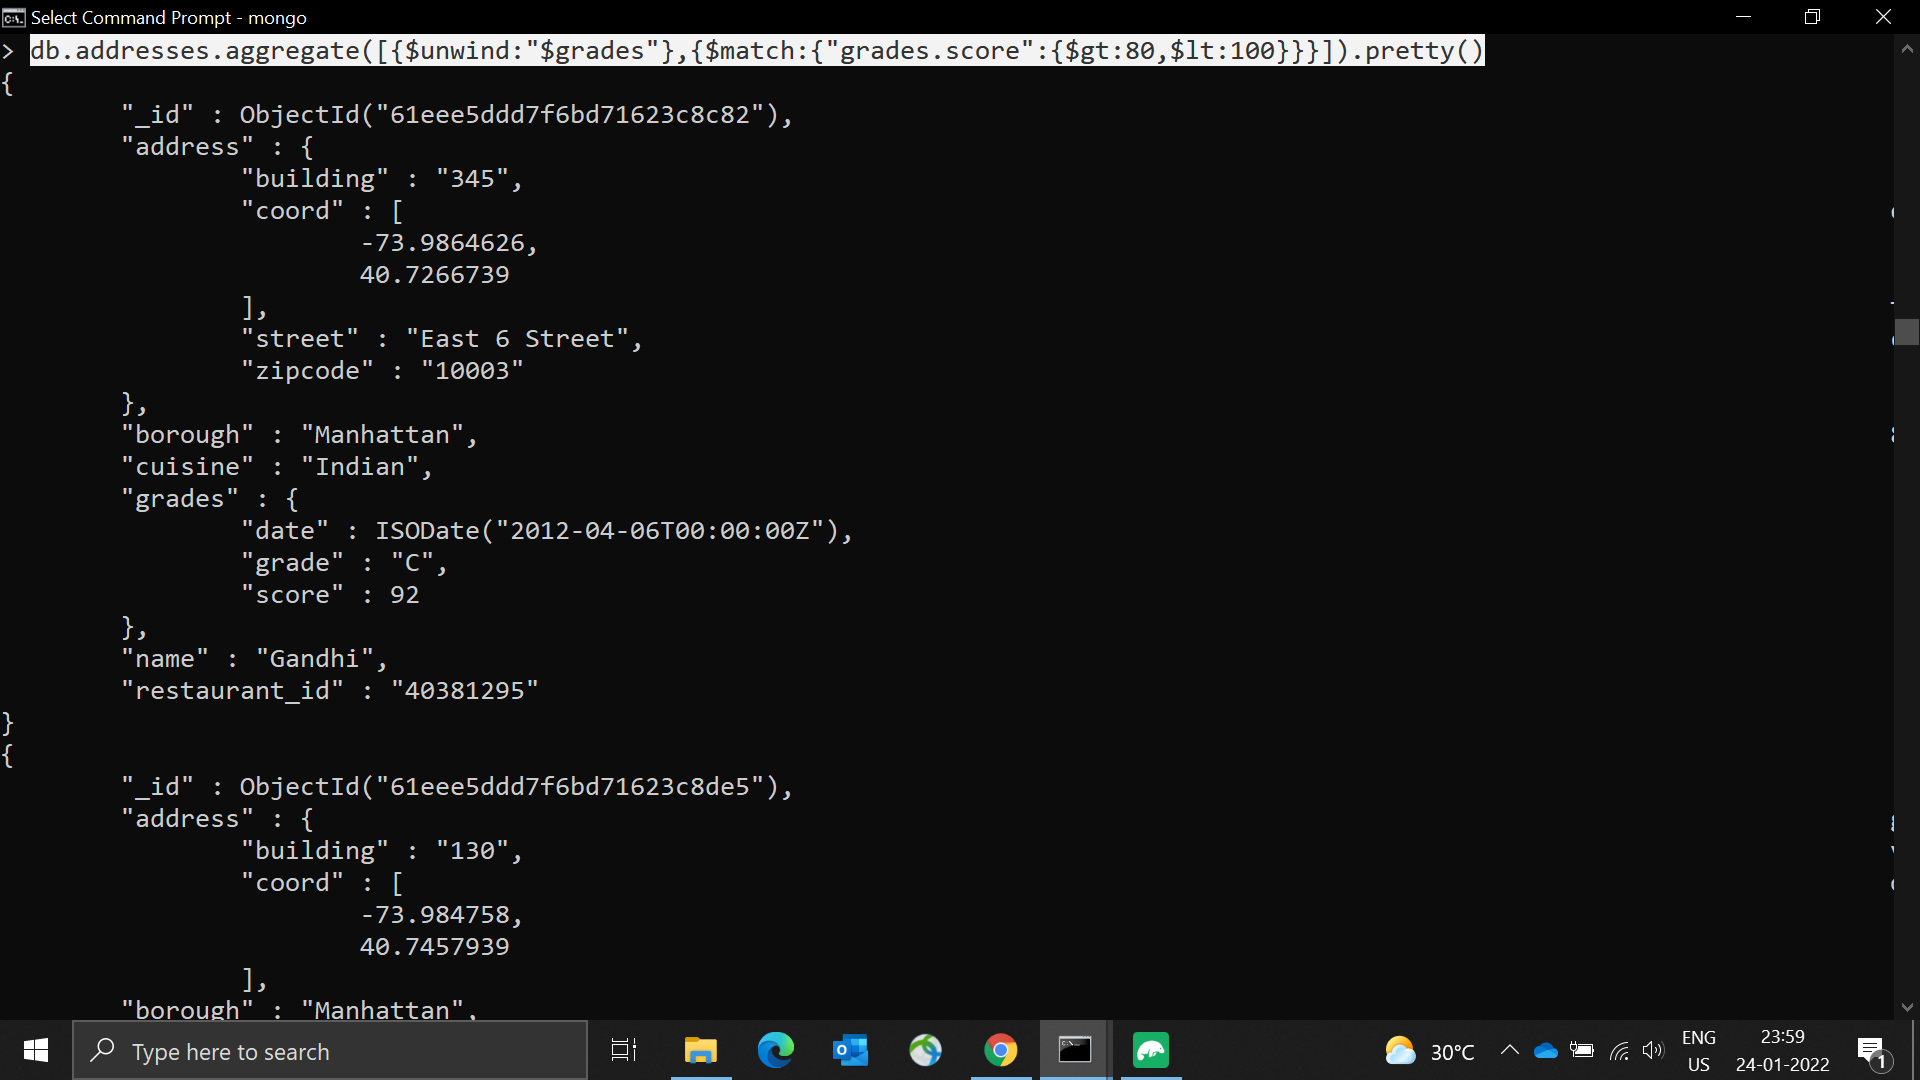 Select Command Prompt - mongo
> db.addresses.aggregate([{$unwind:"$grades"},{$match:{"grades.score":{$gt:80,$lt:100}}}]).pretty()
{
"_id" : ObjectId("61eee5ddd7f6bd71623c8c82"),
"address" : {
"building" : "345",
"coord" : [
-73.9864626,
40.7266739
],
"street" : "East 6 Street",
"zipcode" : "10003"
},
"borough" : "Manhattan",
"cuisine" : "Indian",
"grades" : {
"date" : ISODate("2012-04-06T00:00:00Z"),
"grade" : "C",
"score" : 92
},
"name" : "Gandhi",
"restaurant_id" : "40381295"
}
{
"_id" : ObjectId("61eee5ddd7f6bd71623c8de5"),
"address" : {
"building" : "130",
"coord" : [
-73.984758,
40.7457939
],
"borough" : "Manhattan",
Type here to search
30°C
ENG
US
23:59
24-01-2022
1